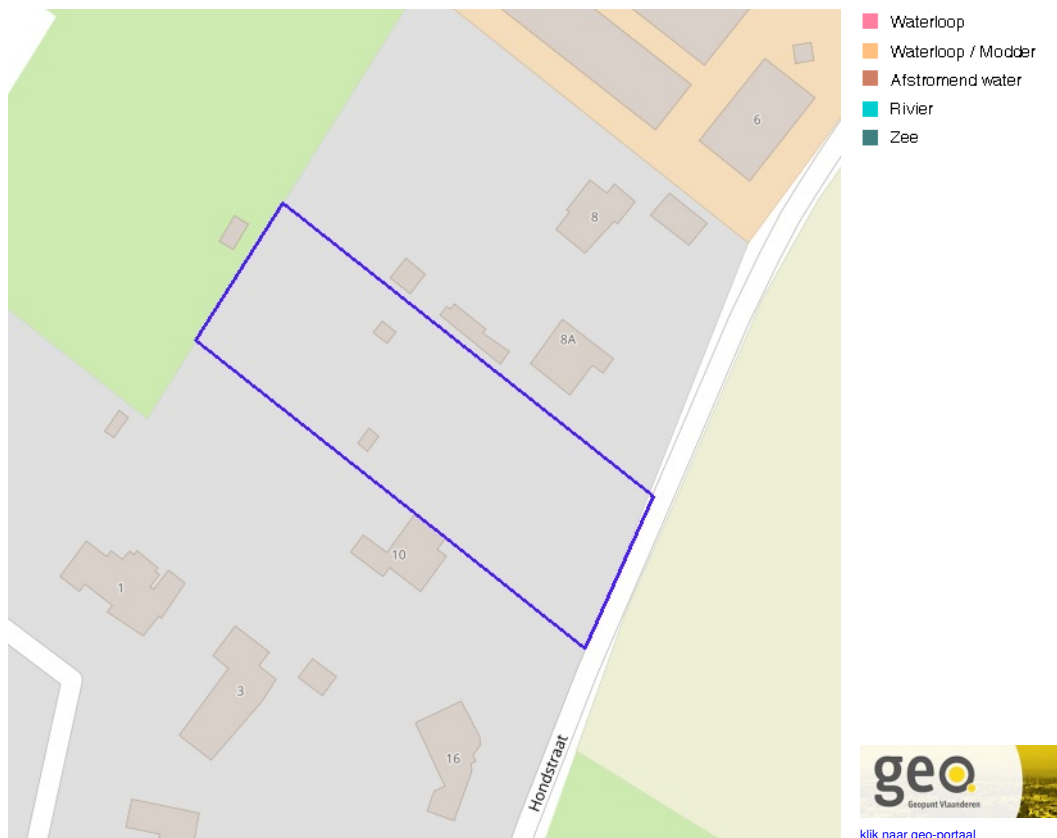 6
8
8A
10
1
3
16
Hondstraat
Waterloop
Waterloop / Modder
Afstromend water
Rivier
Zee
geo
Geopunt Vlaanderen
klik naar geo-portaal